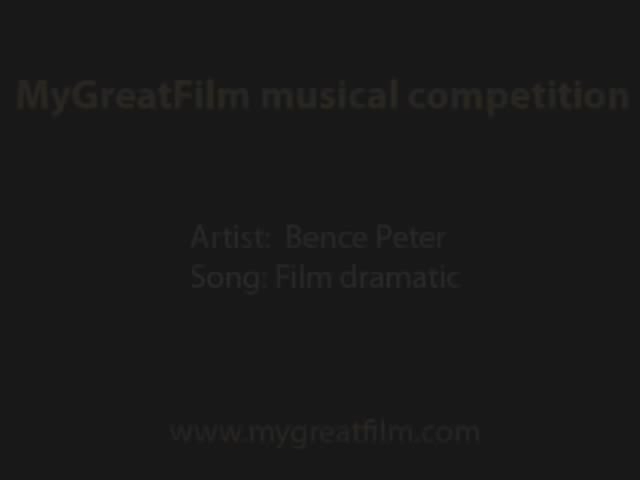 MyGreatFilm musical competition
Artist: Bence Peter
Song: Film dramatic
www.mygreatfilm.com